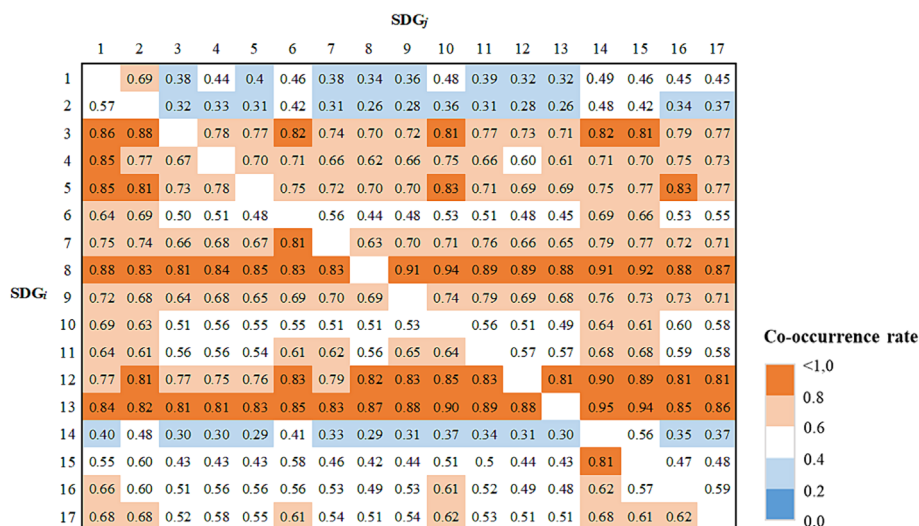 SDGj
1 2 3 4 5 6 7 8 9 10 11 12 13 14 15 16 17
1 0.69 0.38 0.44 0.4 0.46 0.38 0.34 0.36 0.48 0.39 0.32 0.32 0.49 0.46 0.45 0.45
2 0.57 0.32 0.33 0.31 0.42 0.31 0.26 0.28 0.36 0.31 0.28 0.26 0.48 0.42 0.34 0.37
3 0.86 0.88 0.78 0.77 0.82 0.74 0.70 0.72 0.81 0.77 0.73 0.71 0.82 0.81 0.79 0.77
4 0.85 0.77 0.67 0.70 0.71 0.66 0.62 0.66 0.75 0.66 0.60 0.61 0.71 0.70 0.75 0.73
5 0.85 0.81 0.73 0.78 0.75 0.72 0.70 0.70 0.83 0.71 0.69 0.69 0.75 0.77 0.83 0.77
6 0.64 0.69 0.50 0.51 0.48 0.56 0.44 0.48 0.53 0.51 0.48 0.45 0.69 0.66 0.53 0.55
7 0.75 0.74 0.66 0.68 0.67 0.81 0.63 0.70 0.71 0.76 0.66 0.65 0.79 0.77 0.72 0.71
8 0.88 0.83 0.81 0.84 0.85 0.83 0.83 0.91 0.94 0.89 0.89 0.88 0.91 0.92 0.88 0.87
SDGi
9 0.72 0.68 0.64 0.68 0.65 0.69 0.70 0.69 0.74 0.79 0.69 0.68 0.76 0.73 0.73 0.71
10 0.69 0.63 0.51 0.56 0.55 0.55 0.51 0.51 0.53 0.56 0.51 0.49 0.64 0.61 0.60 0.58
11 0.64 0.61 0.56 0.56 0.54 0.61 0.62 0.56 0.65 0.64 0.57 0.57 0.68 0.68 0.59 0.58
12 0.77 0.81 0.77 0.75 0.76 0.83 0.79 0.82 0.83 0.85 0.83 0.81 0.90 0.89 0.81 0.81
13 0.84 0.82 0.81 0.81 0.83 0.85 0.83 0.87 0.88 0.90 0.89 0.88 0.95 0.94 0.85 0.86
14 0.40 0.48 0.30 0.30 0.29 0.41 0.33 0.29 0.31 0.37 0.34 0.31 0.30 0.56 0.35 0.37
15 0.55 0.60 0.43 0.43 0.43 0.58 0.46 0.42 0.44 0.51 0.5 0.44 0.43 0.81 0.47 0.48
16 0.66 0.60 0.51 0.56 0.56 0.56 0.53 0.49 0.53 0.61 0.52 0.49 0.48 0.62 0.57 0.59
17 0.68 0.68 0.52 0.58 0.55 0.61 0.54 0.51 0.54 0.62 0.53 0.51 0.51 0.68 0.61 0.62
Co-occurrence rate
<1,0
0.8
0.6
0.4
0.2
0.0